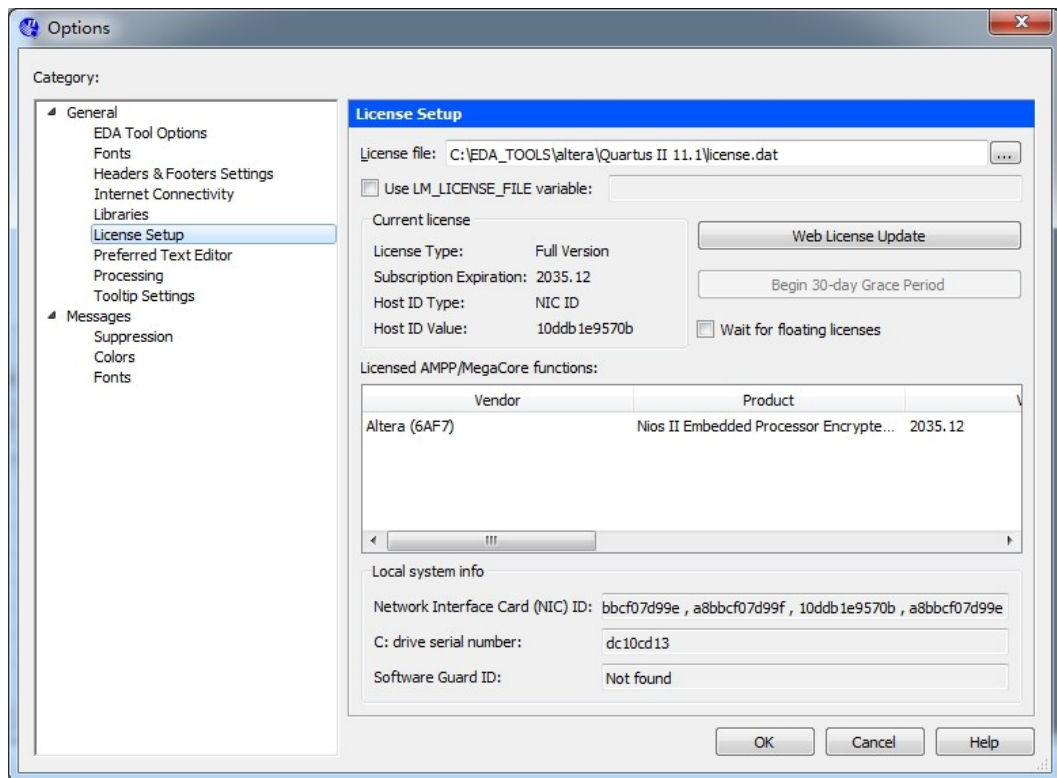 Options
Category:
General
EDA Tool Options
Fonts
Headers & Footers Settings
Internet Connectivity
Libraries
License Setup
Preferred Text Editor
Processing
Tooltip Settings
Messages
Suppression
Colors
Fonts
License Setup
License file: C:\EDA_TOOLS\altera\Quartus II 11.1\license.dat ...
Use LM_LICENSE_FILE variable:
Current license
License Type: Full Version
Subscription Expiration: 2035.12
Host ID Type: NIC ID
Host ID Value: 10ddb1e9570b
Web License Update
Begin 30-day Grace Period
Wait for floating licenses
Licensed AMPP/MegaCore functions:
Vendor Product
Altera (6AF7) Nios II Embedded Processor Encrypte... 2035.12
Local system info
Network Interface Card (NIC) ID: bbcf07d99e , a8bbcf07d99f , 10ddb1e9570b , a8bbcf07d99e
C: drive serial number: dc10cd13
Software Guard ID: Not found
OK Cancel Help